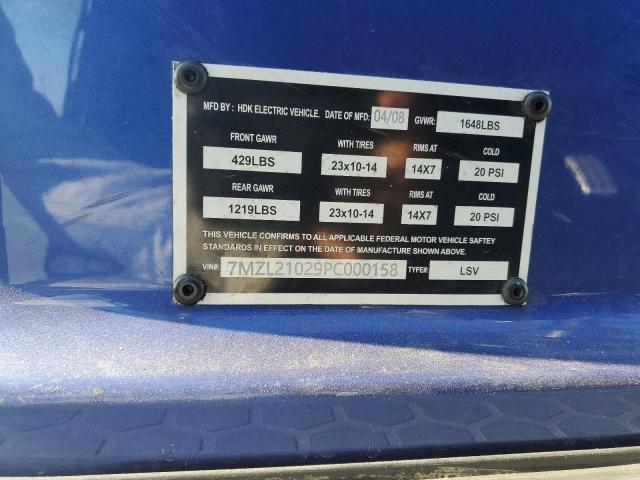 MFD BY : HDK ELECTRIC VEHICLE. DATE OF MFD: 04/08 GVWR: 1648LBS
FRONT GAWR WITH TIRES RIMS AT COLD
429LBS 23x10-14 14X7 20 PSI
REAR GAWR WITH TIRES RIMS AT COLD
1219LBS 23x10-14 14X7 20 PSI
THIS VEHICLE CONFIRMS TO ALL APPLICABLE FEDERAL MOTOR VEHICLE SAFTEY
STANDARDS IN EFFECT ON THE DATE OF MANUFACTURE SHOWN ABOVE.
VIN#: 7MZL21029PC000158 TYPE#: LSV